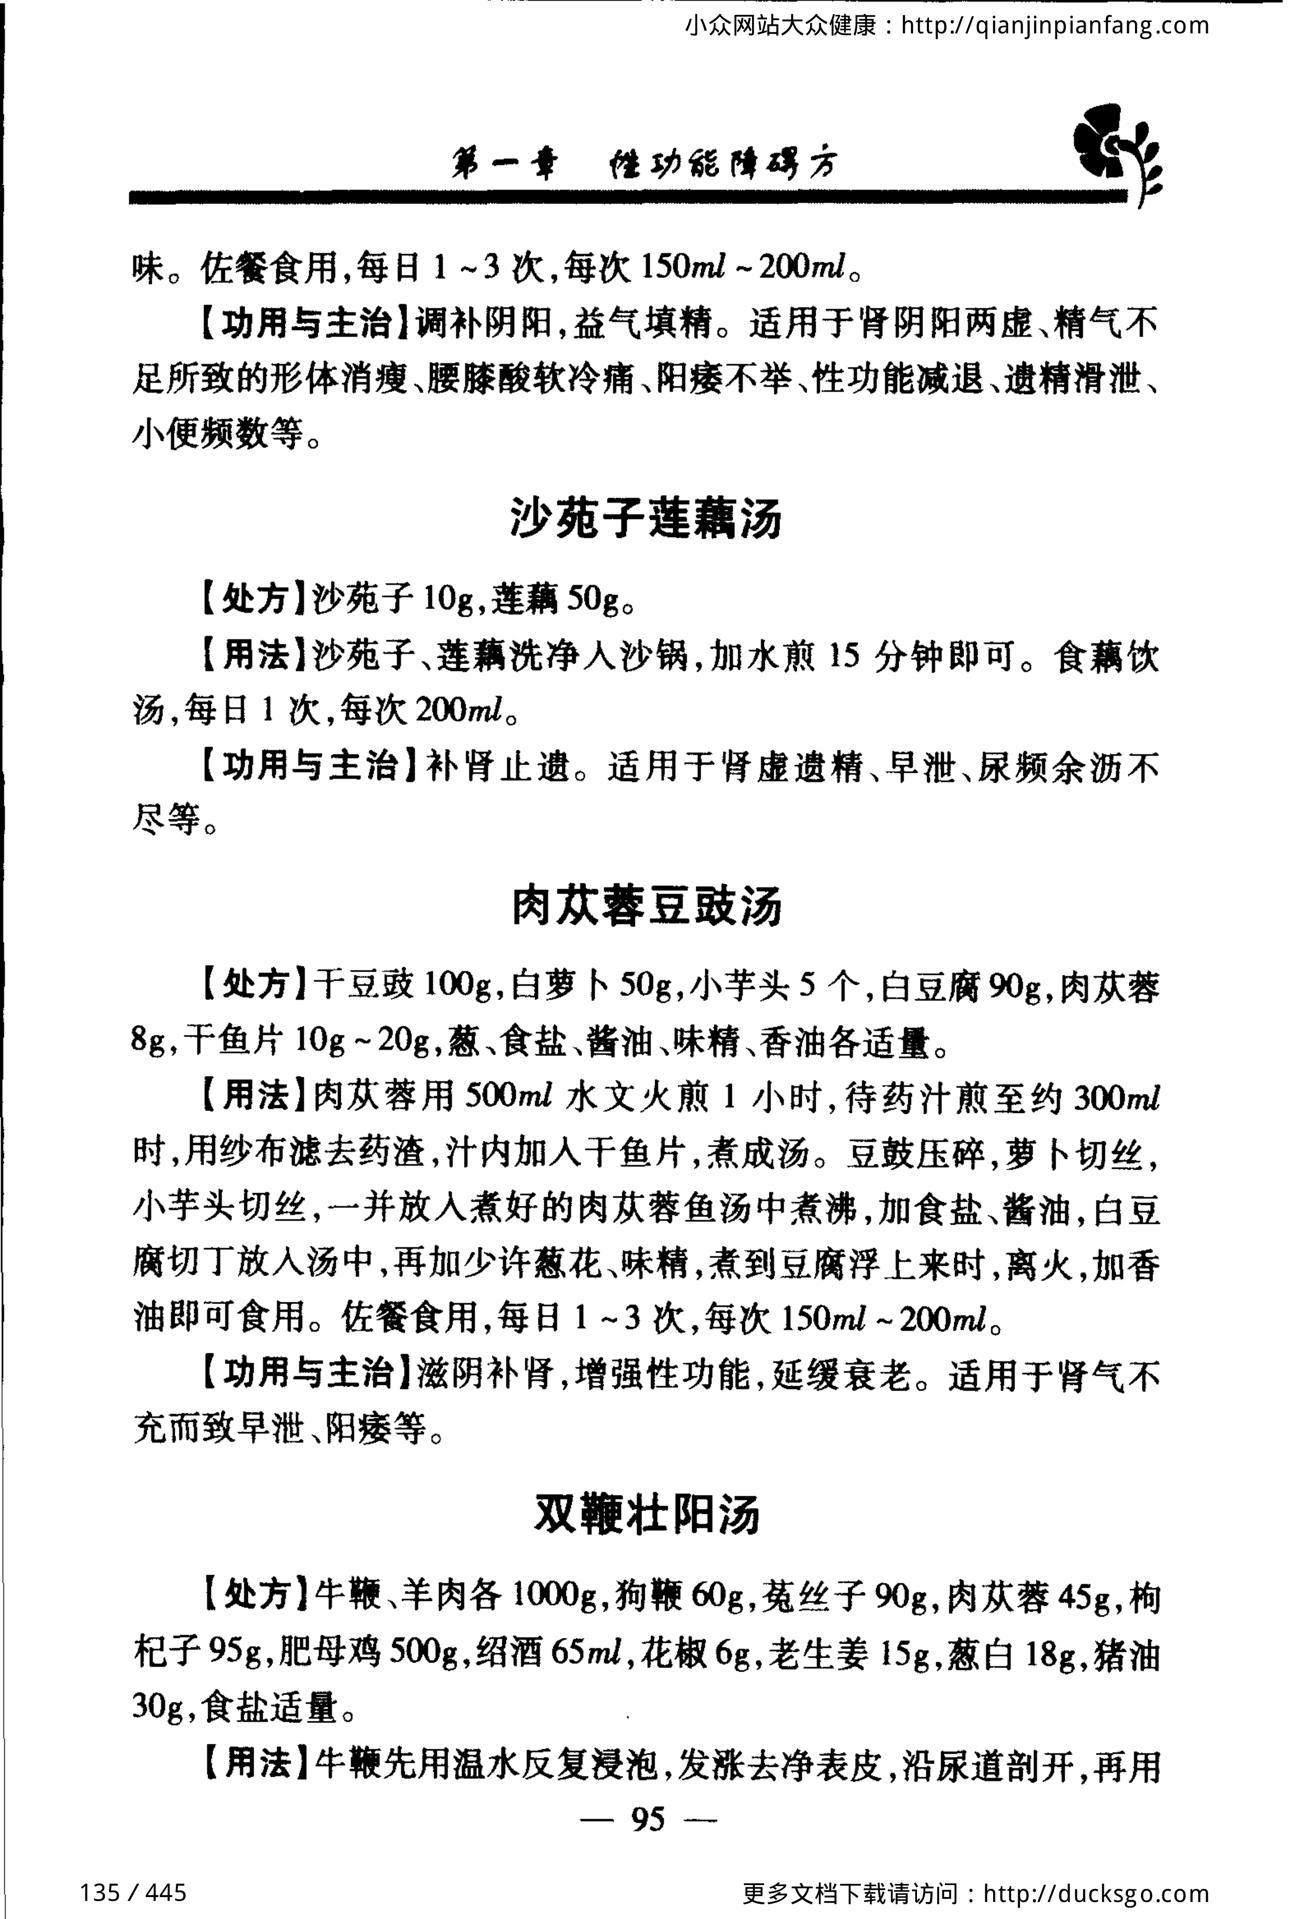 小众网站大众健康：http://qianjinpianfang.com
第一章 性功能障碍方
味。佐餐食用,每日 1 ~ 3 次,每次 150ml ~ 200ml。
【功用与主治】调补阴阳,益气填精。适用于肾阴阳两虚、精气不
足所致的形体消瘦、腰膝酸软冷痛、阳痿不举、性功能减退、遗精滑泄、
小便频数等。
沙苑子莲藕汤
【处方】沙苑子 10g,莲藕 50g。
【用法】沙苑子、莲藕洗净入沙锅,加水煎 15 分钟即可。食藕饮
汤,每日 1 次,每次 200ml。
【功用与主治】补肾止遗。适用于肾虚遗精、早泄、尿频余沥不
尽等。
肉苁蓉豆豉汤
【处方】干豆豉 100g,白萝卜 50g,小芋头 5 个,白豆腐 90g,肉苁蓉
8g,干鱼片 10g ~ 20g,葱、食盐、酱油、味精、香油各适量。
【用法】肉苁蓉用 500ml 水文火煎 1 小时,待药汁煎至约 300ml
时,用纱布滤去药渣,汁内加入干鱼片,煮成汤。豆鼓压碎,萝卜切丝,
小芋头切丝,一并放入煮好的肉苁蓉鱼汤中煮沸,加食盐、酱油,白豆
腐切丁放入汤中,再加少许葱花、味精,煮到豆腐浮上来时,离火,加香
油即可食用。佐餐食用,每日 1 ~ 3 次,每次 150ml ~ 200ml。
【功用与主治】滋阴补肾,增强性功能,延缓衰老。适用于肾气不
充而致早泄、阳痿等。
双鞭壮阳汤
【处方】牛鞭、羊肉各 1000g,狗鞭 60g,菟丝子 90g,肉苁蓉 45g,枸
杞子 95g,肥母鸡 500g,绍酒 65ml,花椒 6g,老生姜 15g,葱白 18g,猪油
30g,食盐适量。
【用法】牛鞭先用温水反复浸泡,发涨去净表皮,沿尿道剖开,再用
— 95 —
135 / 445
更多文档下载请访问：http://ducksgo.com